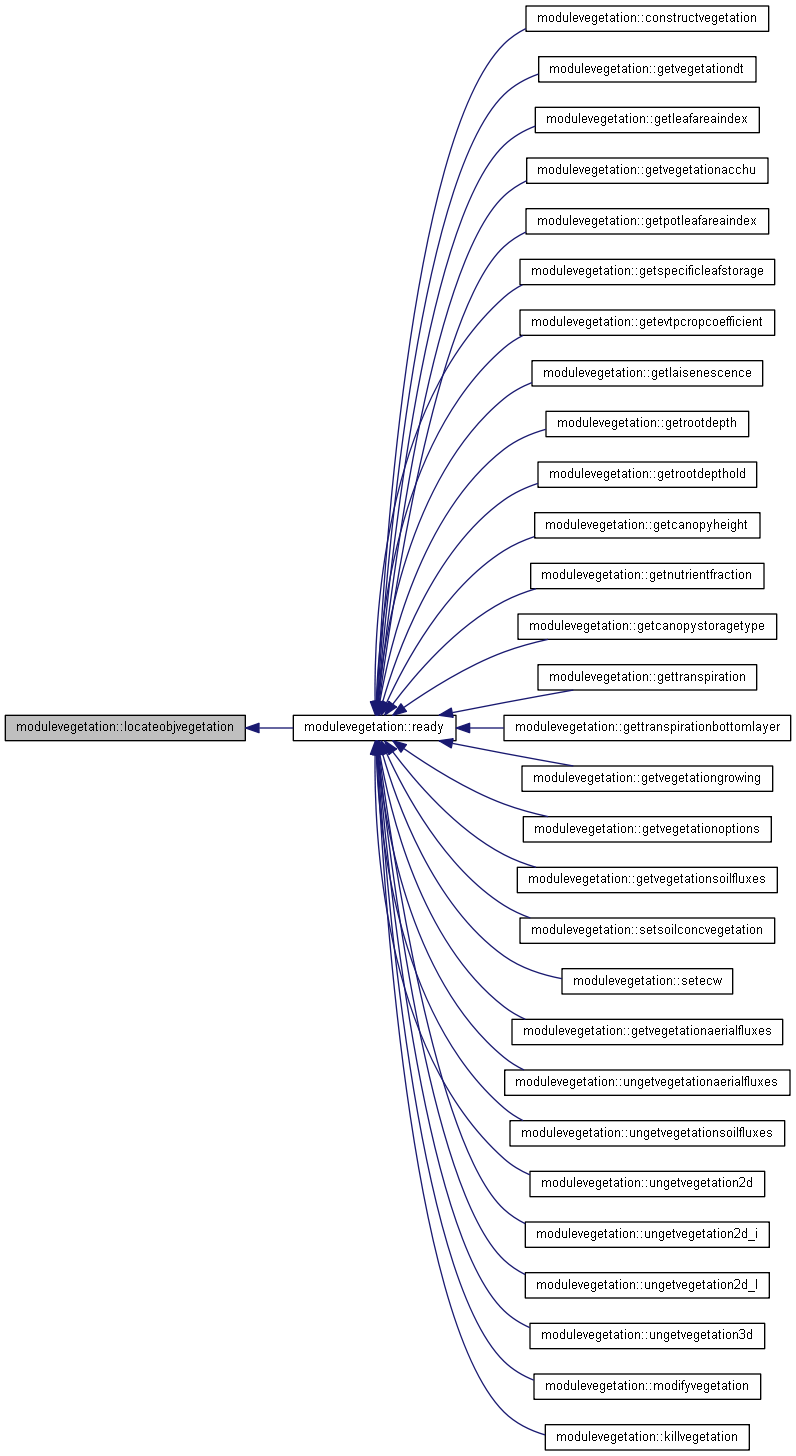 modulevegetation::constructvegetation
modulevegetation::getvegetationdt
modulevegetation::getleafareaindex
modulevegetation::getvegetationacchu
modulevegetation::getpotleafareaindex
modulevegetation::getspecificleafstorage
modulevegetation::getevtpcropcoefficient
modulevegetation::getlaisenescence
modulevegetation::getrootdepth
modulevegetation::getrootdepthold
modulevegetation::getcanopyheight
modulevegetation::getnutrientfraction
modulevegetation::getcanopystoragetype
modulevegetation::gettranspiration
modulevegetation::locateobjvegetation
modulevegetation::ready
modulevegetation::gettranspirationbottomlayer
modulevegetation::getvegetationgrowing
modulevegetation::getvegetationoptions
modulevegetation::getvegetationsoilfluxes
modulevegetation::setsoilconcvegetation
modulevegetation::setecw
modulevegetation::getvegetationaerialfluxes
modulevegetation::ungetvegetationaerialfluxes
modulevegetation::ungetvegetationsoilfluxes
modulevegetation::ungetvegetation2d
modulevegetation::ungetvegetation2d_i
modulevegetation::ungetvegetation2d_l
modulevegetation::ungetvegetation3d
modulevegetation::modifyvegetation
modulevegetation::killvegetation